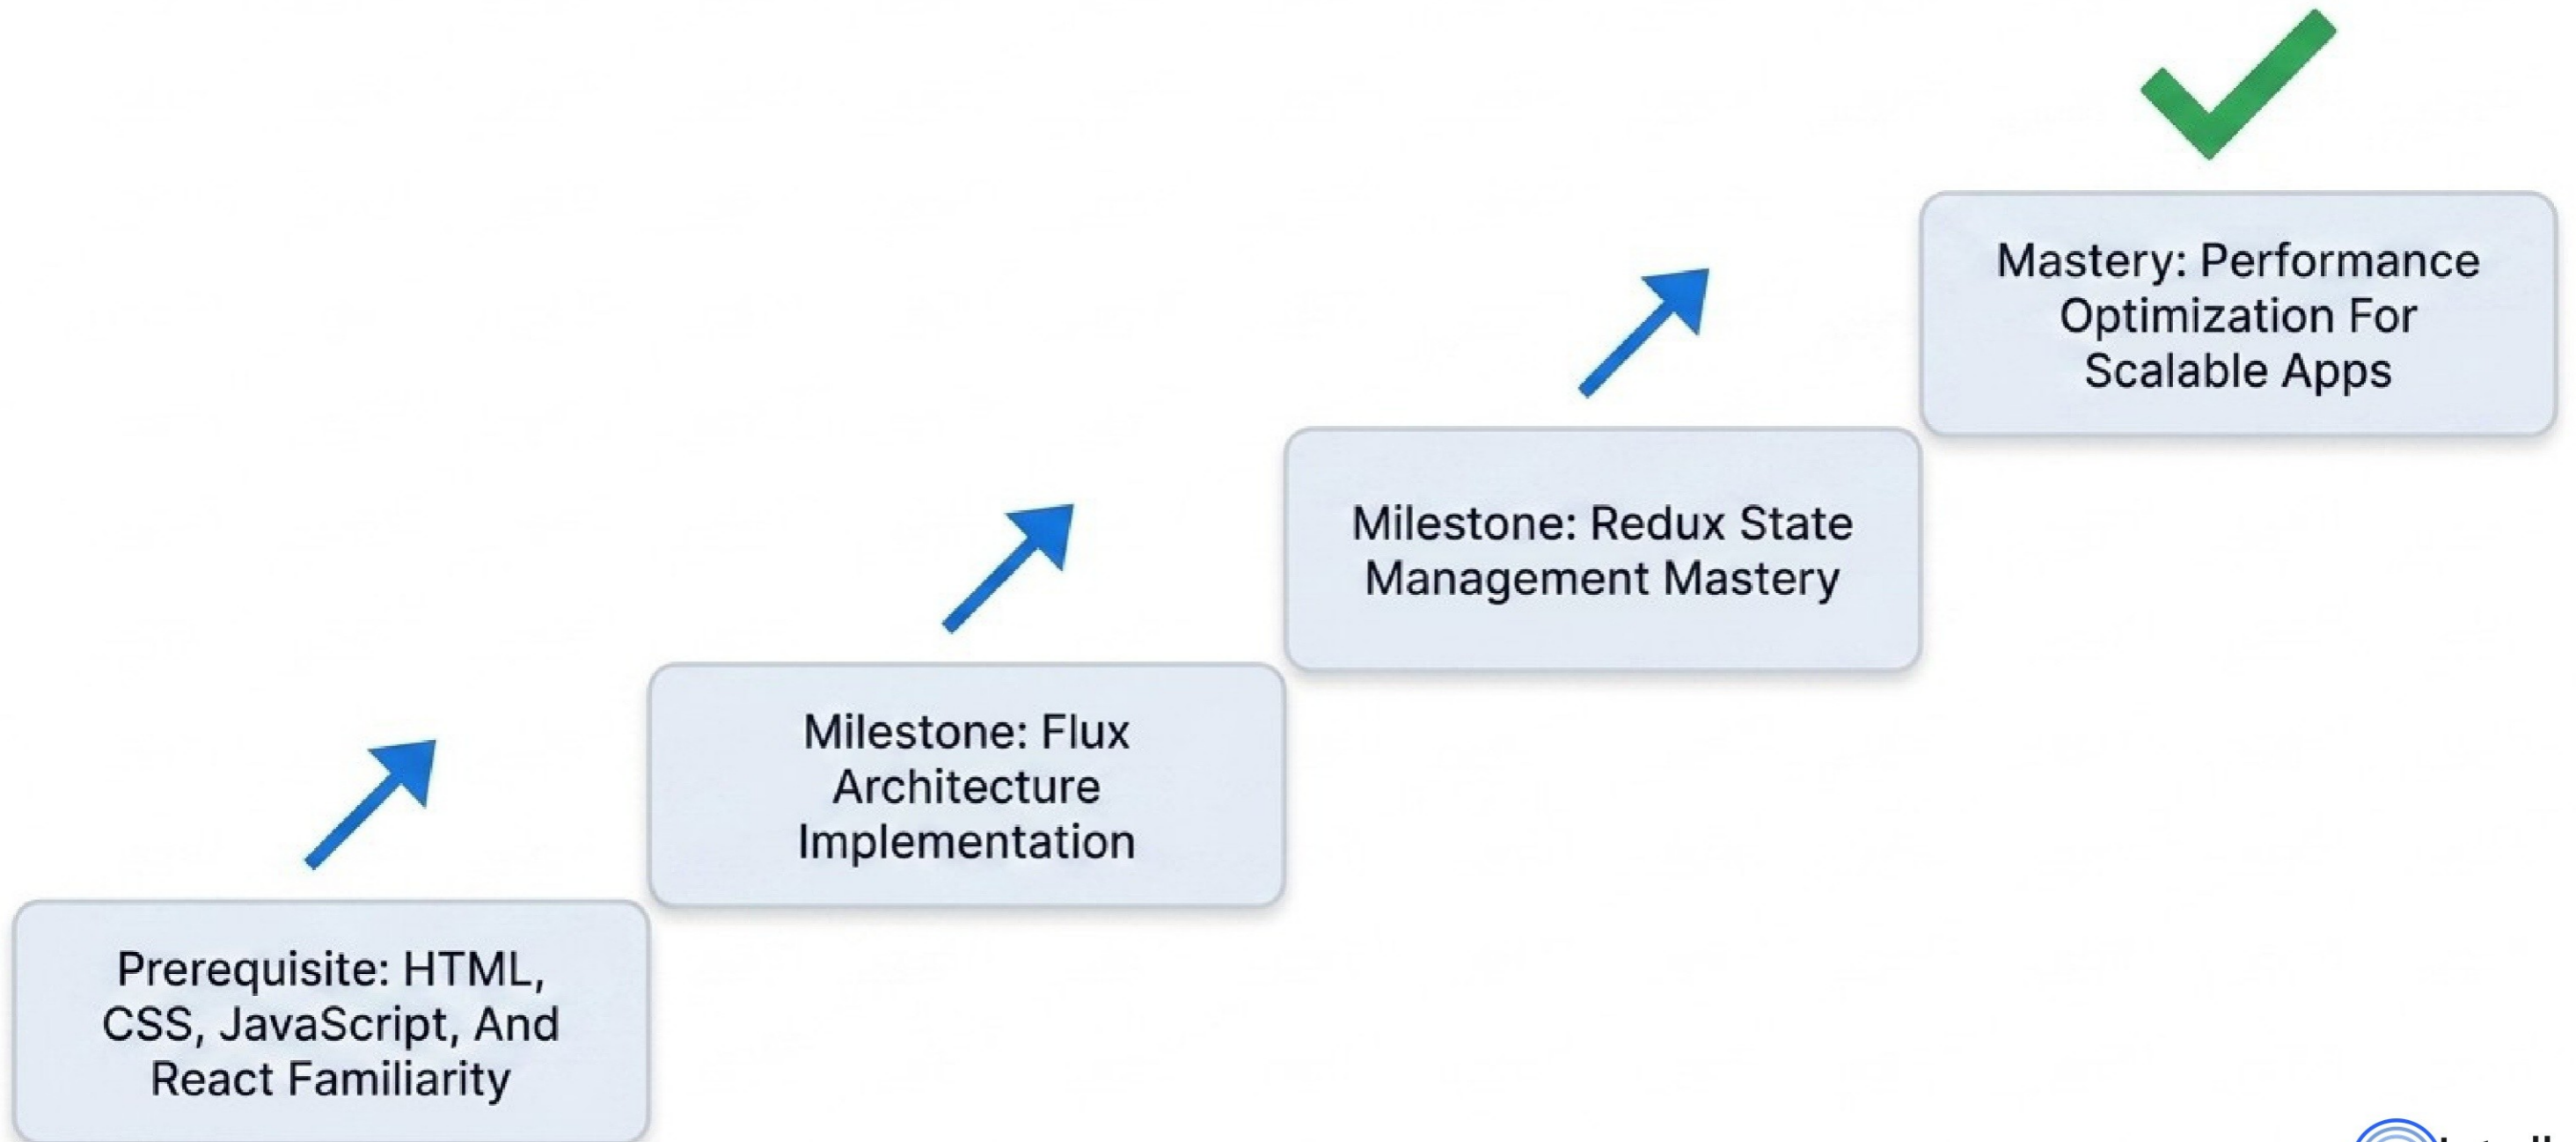 Mastery: Performance
Optimization For
Scalable Apps
Milestone: Redux State
Management Mastery
Milestone: Flux
Architecture
Implementation
Prerequisite: HTML,
CSS, JavaScript, And
React Familiarity